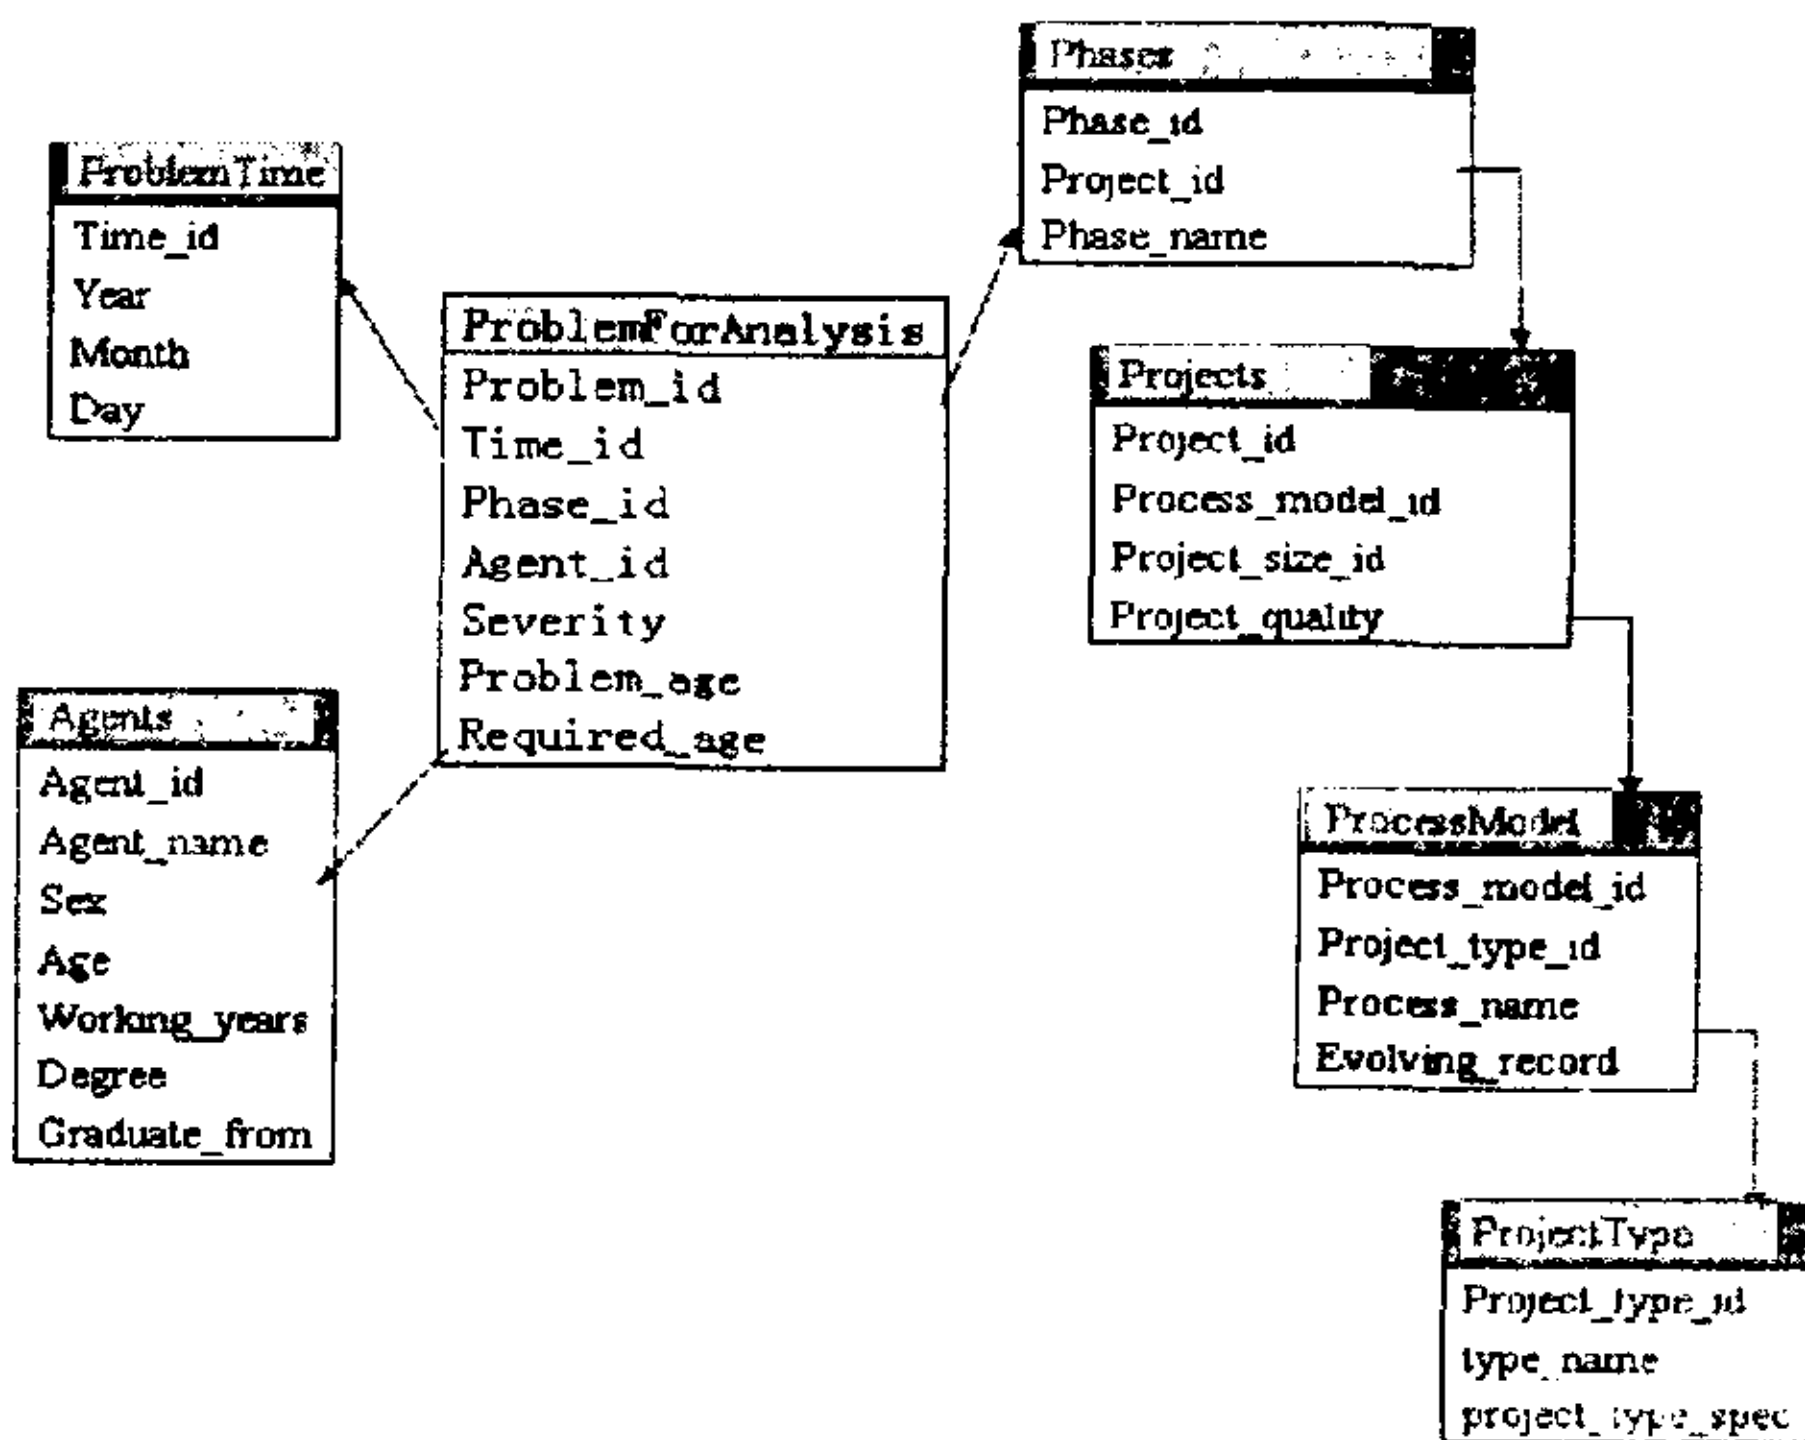 Phases
Phase_id
Project_id
Phase_name
ProblemTime
Time_id
Year
Month
Day
ProblemForAnalysis
Problem_id
Time_id
Phase_id
Agent_id
Severity
Problem_age
Required_age
Projects
Project_id
Process_model_id
Project_size_id
Project_quality
Agents
Agent_id
Agent_name
Sex
Age
Working_years
Degree
Graduate_from
ProcessModel
Process_model_id
Project_type_id
Process_name
Evolving_record
ProjectType
Project_type_id
type_name
project_type_spec